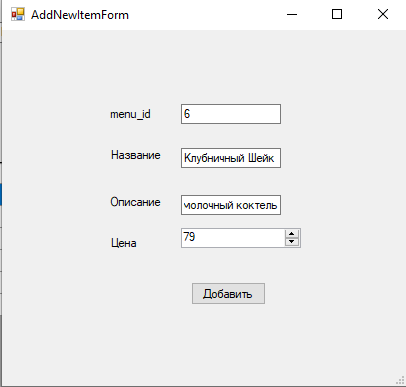 AddNewItemForm
menu_id 6
Название Клубничный Шейк
Описание молочный коктель
Цена 79
Добавить